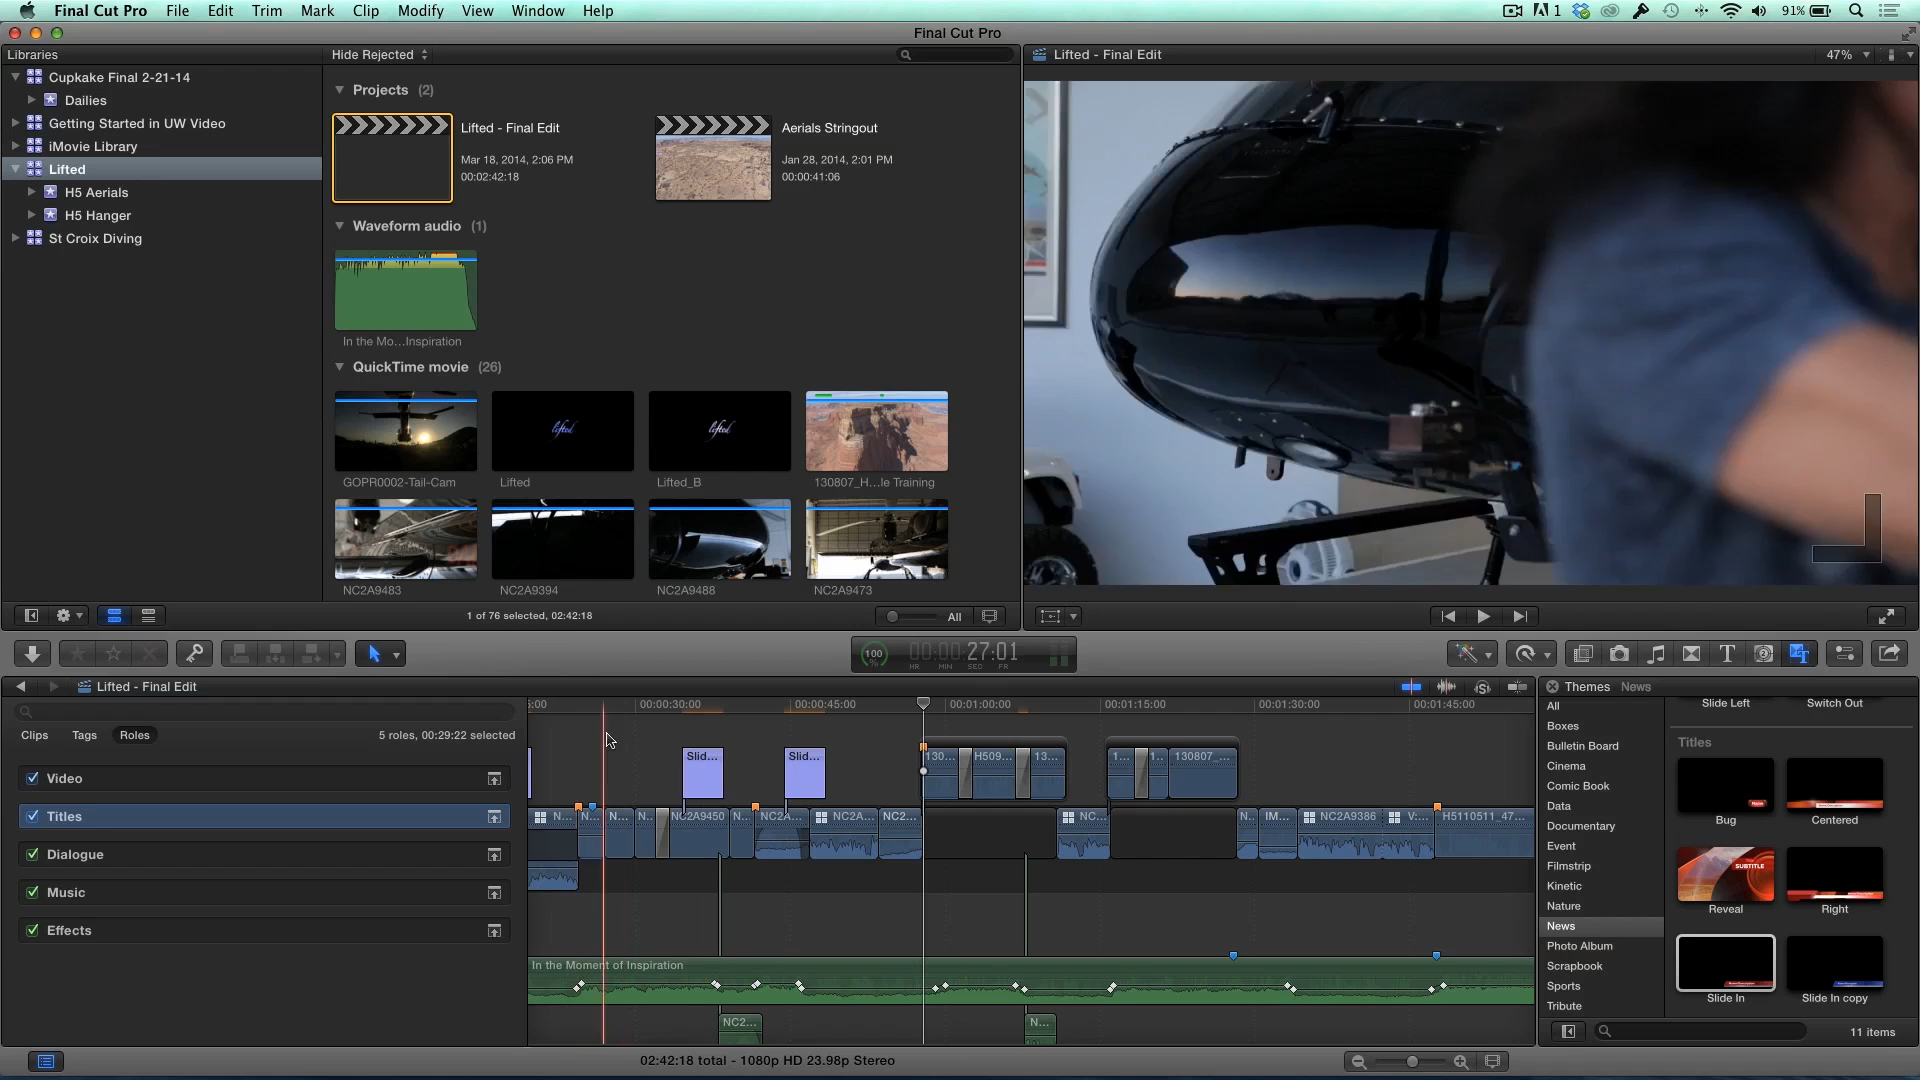 Final Cut Pro File Edit Trim Mark Clip Modify View Window Help
1 91%
Final Cut Pro
Libraries
Hide Rejected
Lifted - Final Edit
47%
Cupkake Final 2-21-14
Dailies
Getting Started in UW Video
iMovie Library
Lifted
H5 Aerials
H5 Hanger
St Croix Diving
Projects (2)
Lifted - Final Edit
Mar 18, 2014, 2:06 PM
00:02:42:18
Aerials Stringout
Jan 28, 2014, 2:01 PM
00:00:41:06
Waveform audio (1)
In the Mo...Inspiration
QuickTime movie (26)
lifted
lifted
GOPR0002-Tail-Cam
Lifted
Lifted_B
130807_H...le Training
NC2A9483
NC2A9394
NC2A9488
NC2A9473
1 of 76 selected, 02:42:18
All
100
%
00:00:27:01
HR MIN SEC FR
Lifted - Final Edit
Clips Tags Roles
5 roles, 00:29:22 selected
Video
Titles
Dialogue
Music
Effects
5:00 00:00:30:00 00:00:45:00 00:01:00:00 00:01:15:00 00:01:30:00 00:01:45:00
Slid... Slid... 130... H509... 13... 1... 1.. 130807_...
N... N... N... N.. NC2A9450 N... NC2A... NC2A... NC2... NC... N.. IM... NC2A9386 V:... H5110511_47...
In the Moment of Inspiration
NC2... N...
02:42:18 total - 1080p HD 23.98p Stereo
Themes News
All
Boxes
Bulletin Board
Cinema
Comic Book
Data
Documentary
Event
Filmstrip
Kinetic
Nature
News
Photo Album
Scrapbook
Sports
Tribute
Slide Left Switch Out
Titles
Bug Centered
SUBTITLE
Reveal Right
Slide In Slide In copy
11 items